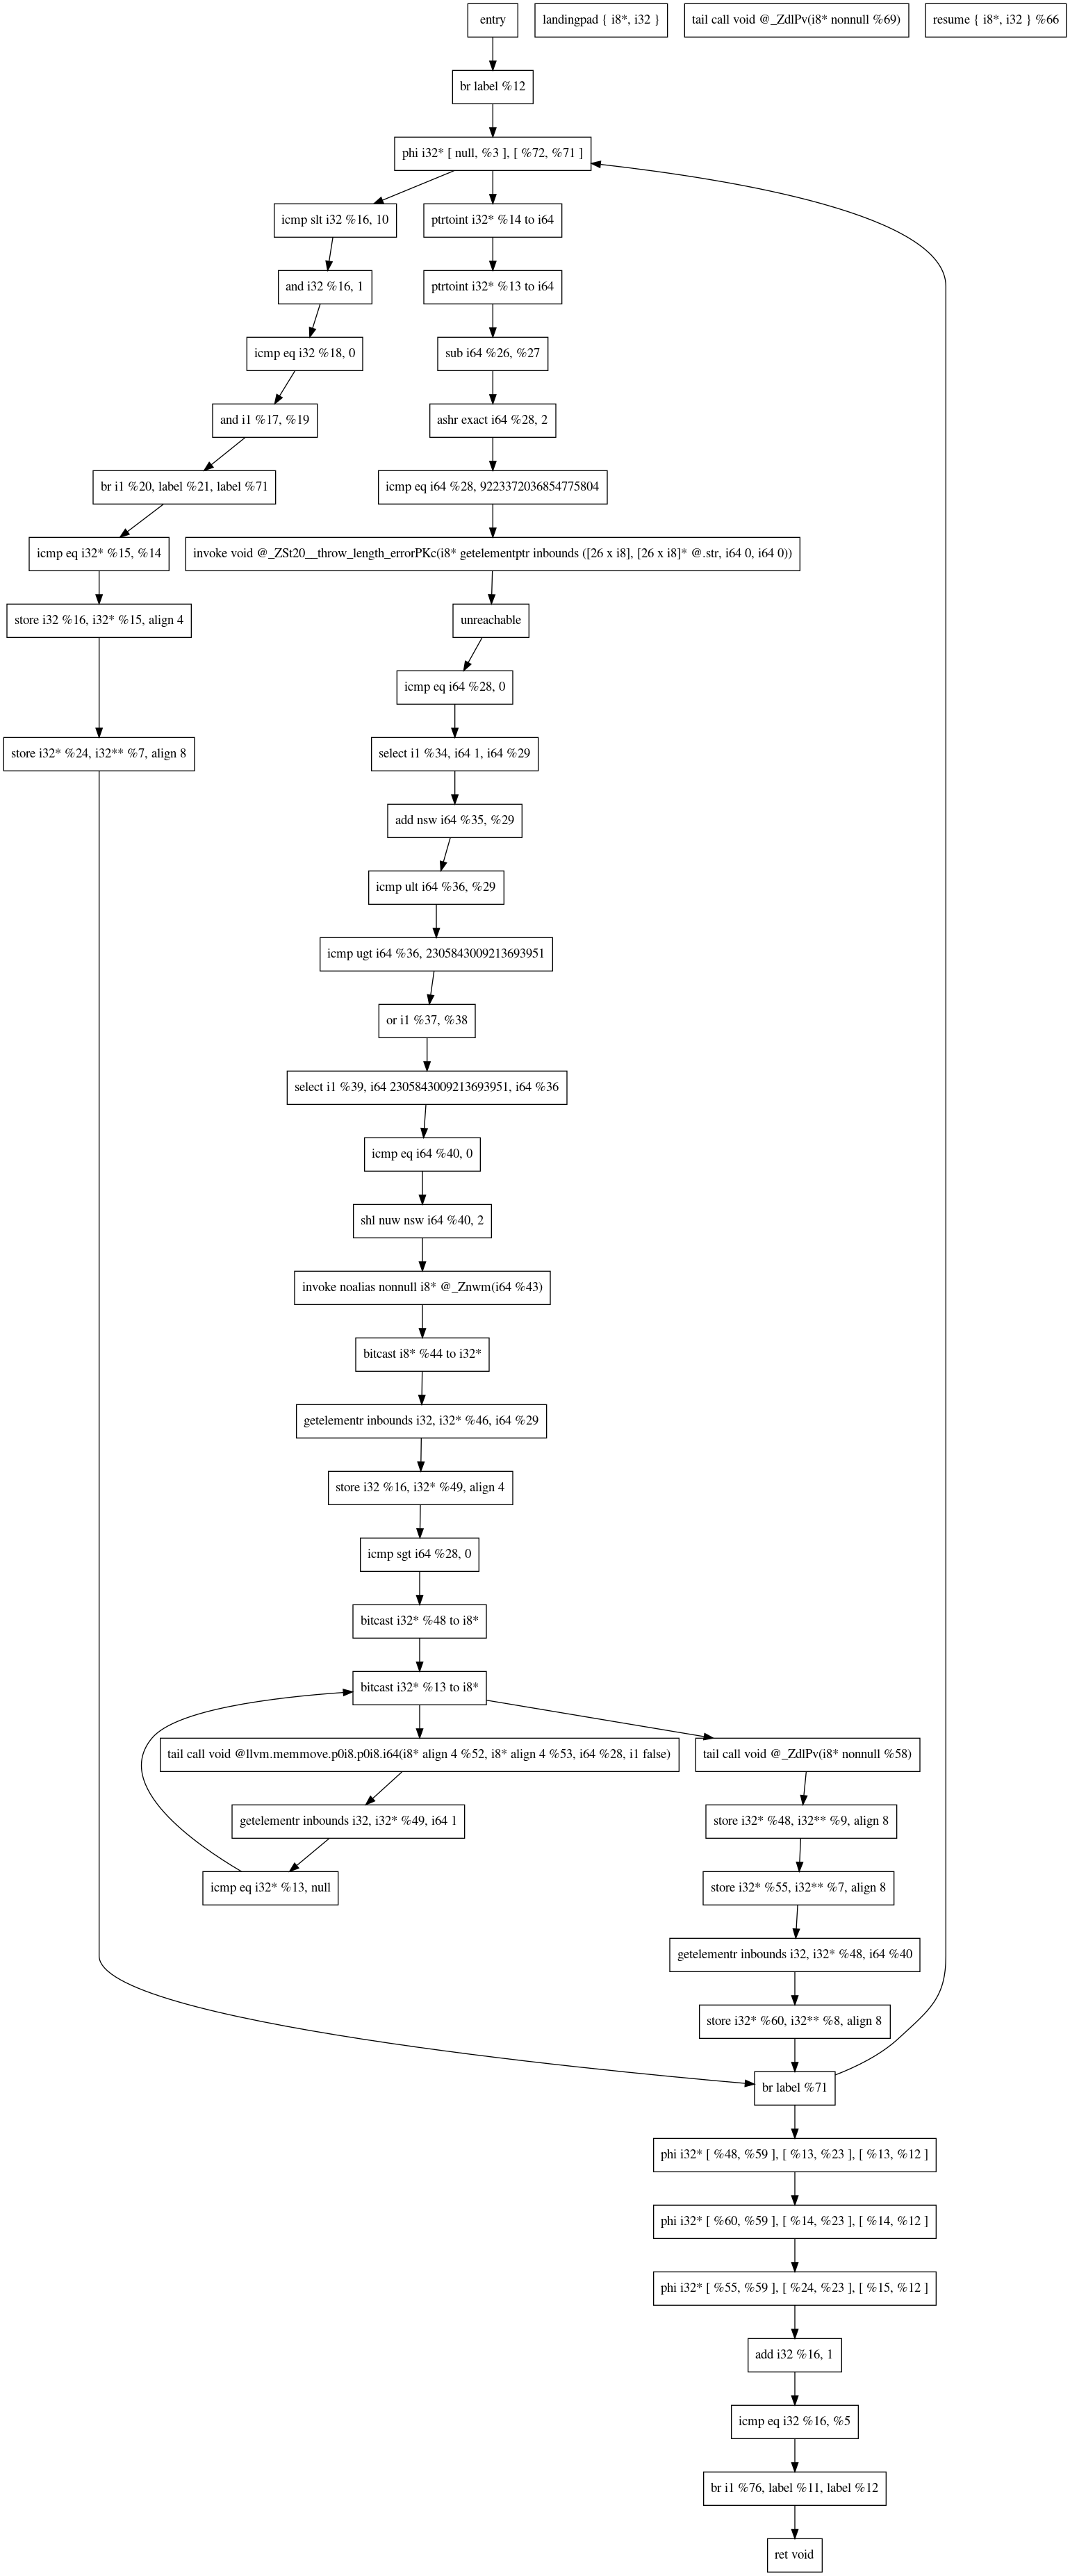 entry
landingpad { i8*, i32 }
tail call void @_ZdlPv(i8* nonnull %69)
resume { i8*, i32 } %66
br label %12
phi i32* [ null, %3 ], [ %72, %71 ]
icmp slt i32 %16, 10
ptrtoint i32* %14 to i64
and i32 %16, 1
ptrtoint i32* %13 to i64
icmp eq i32 %18, 0
sub i64 %26, %27
and i1 %17, %19
ashr exact i64 %28, 2
br i1 %20, label %21, label %71
icmp eq i64 %28, 9223372036854775804
icmp eq i32* %15, %14
invoke void @_ZSt20__throw_length_errorPKc(i8* getelementptr inbounds ([26 x i8], [26 x i8]* @.str, i64 0, i64 0))
store i32 %16, i32* %15, align 4
unreachable
icmp eq i64 %28, 0
store i32* %24, i32** %7, align 8
select i1 %34, i64 1, i64 %29
add nsw i64 %35, %29
icmp ult i64 %36, %29
icmp ugt i64 %36, 2305843009213693951
or i1 %37, %38
select i1 %39, i64 2305843009213693951, i64 %36
icmp eq i64 %40, 0
shl nuw nsw i64 %40, 2
invoke noalias nonnull i8* @_Znwm(i64 %43)
bitcast i8* %44 to i32*
getelementr inbounds i32, i32* %46, i64 %29
store i32 %16, i32* %49, align 4
icmp sgt i64 %28, 0
bitcast i32* %48 to i8*
bitcast i32* %13 to i8*
tail call void @llvm.memmove.p0i8.p0i8.i64(i8* align 4 %52, i8* align 4 %53, i64 %28, i1 false)
tail call void @_ZdlPv(i8* nonnull %58)
getelementr inbounds i32, i32* %49, i64 1
store i32* %48, i32** %9, align 8
icmp eq i32* %13, null
store i32* %55, i32** %7, align 8
getelementr inbounds i32, i32* %48, i64 %40
store i32* %60, i32** %8, align 8
br label %71
phi i32* [ %48, %59 ], [ %13, %23 ], [ %13, %12 ]
phi i32* [ %60, %59 ], [ %14, %23 ], [ %14, %12 ]
phi i32* [ %55, %59 ], [ %24, %23 ], [ %15, %12 ]
add i32 %16, 1
icmp eq i32 %16, %5
br i1 %76, label %11, label %12
ret void